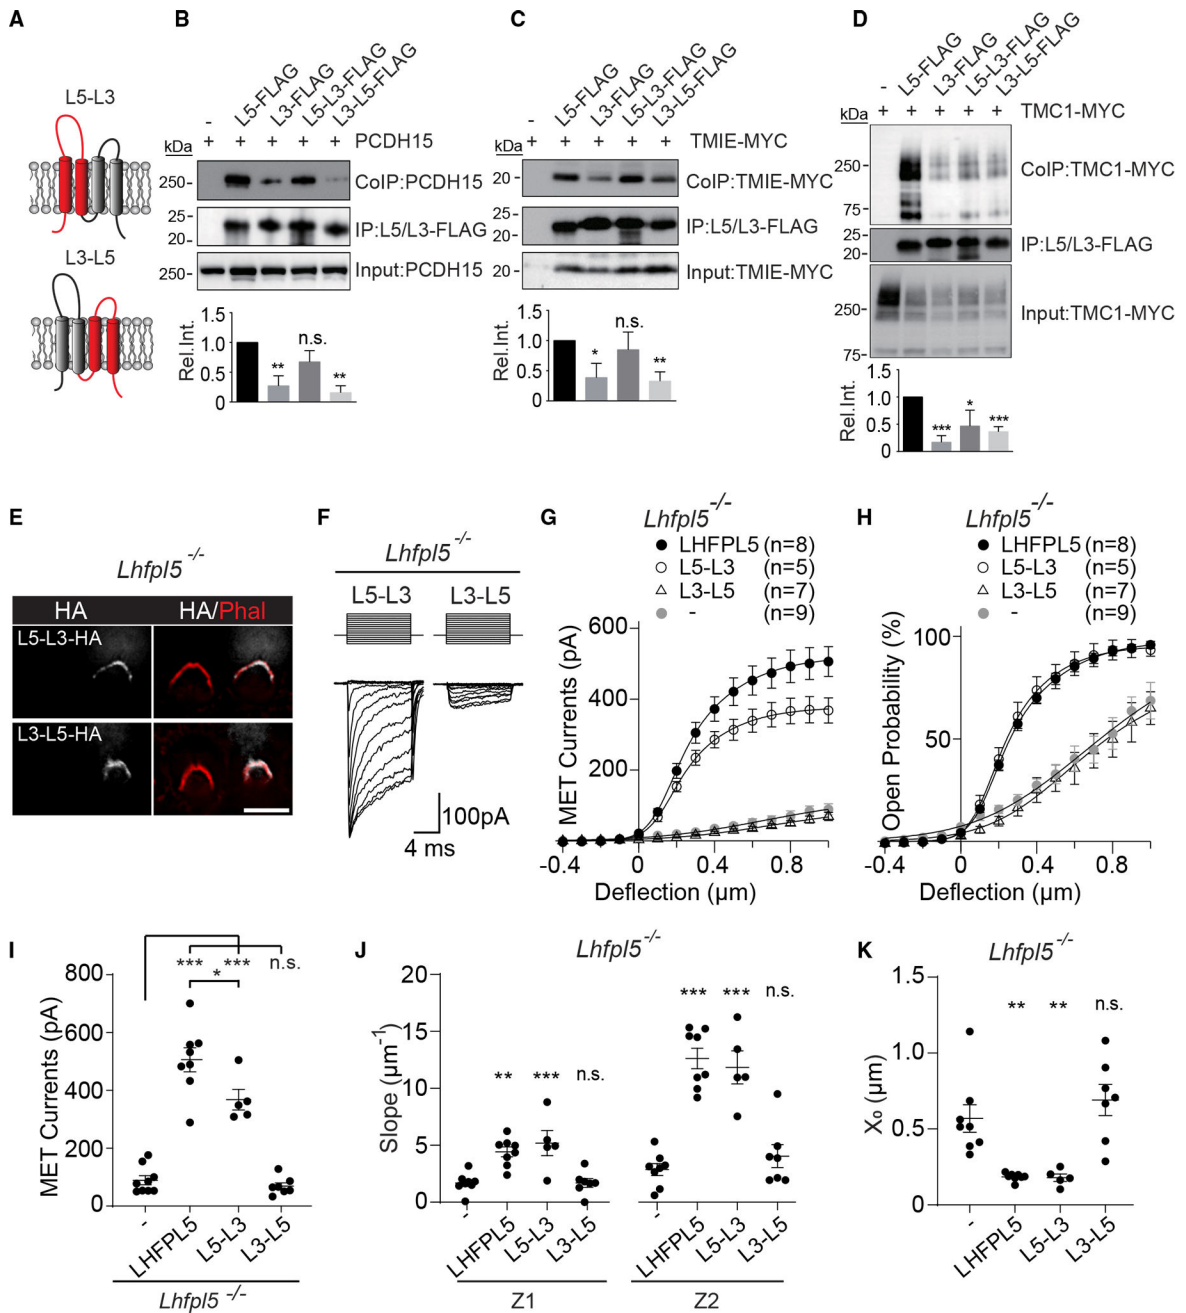 A
L5-L3
L3-L5
B
- L5-FLAG L3-FLAG L5-L3-FLAG L3-L5-FLAG
kDa + + + + + PCDH15
250- CoIP:PCDH15
25-
20- IP:L5/L3-FLAG
250- Input:PCDH15
Rel.Int.
1.0
0.5
0
** n.s. **
C
- L5-FLAG L3-FLAG L5-L3-FLAG L3-L5-FLAG
kDa + + + + + TMIE-MYC
20- CoIP:TMIE-MYC
25-
20- IP:L5/L3-FLAG
20- Input:TMIE-MYC
Rel.Int.
1.0
0.5
0
* n.s. **
D
- L5-FLAG L3-FLAG L5-L3-FLAG L3-L5-FLAG
kDa + + + + + TMC1-MYC
250- CoIP:TMC1-MYC
75-
25-
20- IP:L5/L3-FLAG
250- Input:TMC1-MYC
75-
Rel.Int.
1.0
0.5
0
*** * ***
E
Lhfpl5 -/-
HA HA/Phal
L5-L3-HA
L3-L5-HA
F
Lhfpl5 -/-
L5-L3 L3-L5
100pA
4 ms
G
Lhfpl5 -/-
LHFPL5 (n=8)
L5-L3 (n=5)
L3-L5 (n=7)
- (n=9)
MET Currents (pA)
600
400
200
-0.4 0 0.4 0.8
Deflection (μm)
H
Lhfpl5 -/-
LHFPL5 (n=8)
L5-L3 (n=5)
L3-L5 (n=7)
- (n=9)
Open Probability (%)
100
50
-0.4 0 0.4 0.8
Deflection (μm)
I
*** *** n.s.
*
MET Currents (pA)
800
600
400
200
0
- LHFPL5 L5-L3 L3-L5
Lhfpl5 -/-
J
Lhfpl5 -/-
Slope (μm-1)
20
15
10
5
0
** *** n.s.
*** *** n.s.
- LHFPL5 L5-L3 L3-L5
- LHFPL5 L5-L3 L3-L5
Z1 Z2
K
Lhfpl5 -/-
X₀ (μm)
1.5
1.0
0.5
0
** ** n.s.
- LHFPL5 L5-L3 L3-L5